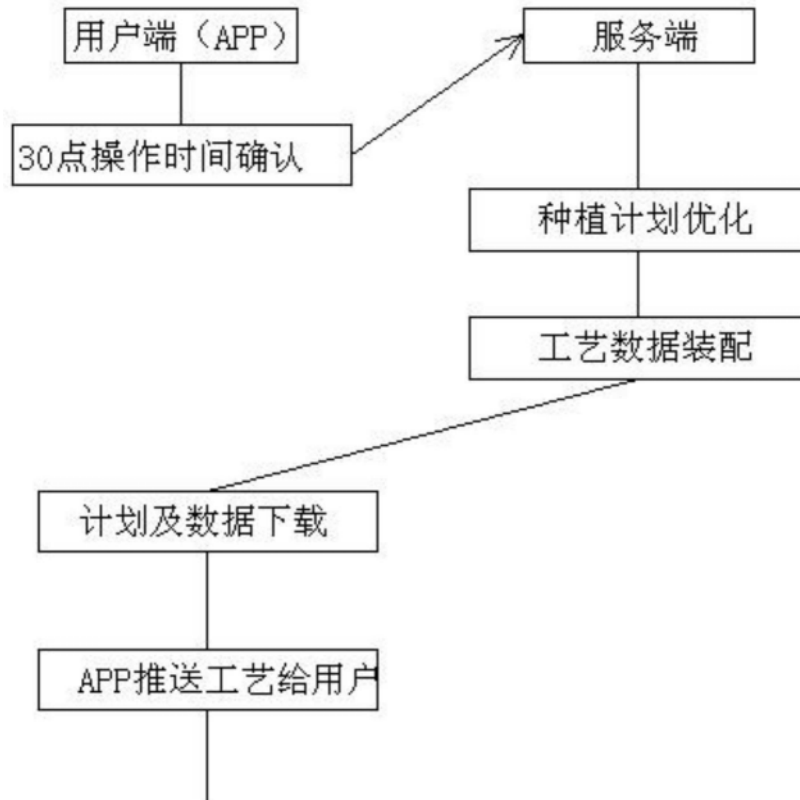 用户端（APP）
服务端
30点操作时间确认
种植计划优化
工艺数据装配
计划及数据下载
APP推送工艺给用户